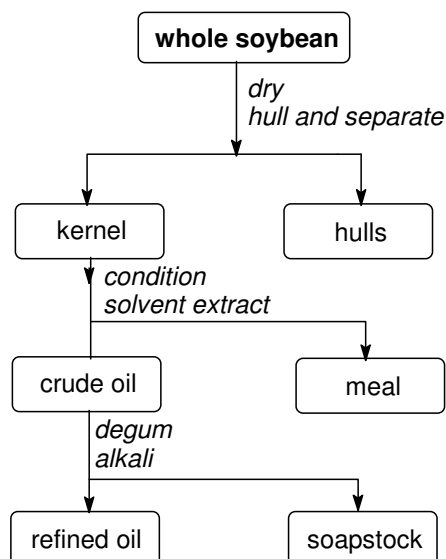 whole soybean
dry
hull and separate
kernel
hulls
condition
solvent extract
crude oil
meal
degum
alkali
refined oil
soapstock